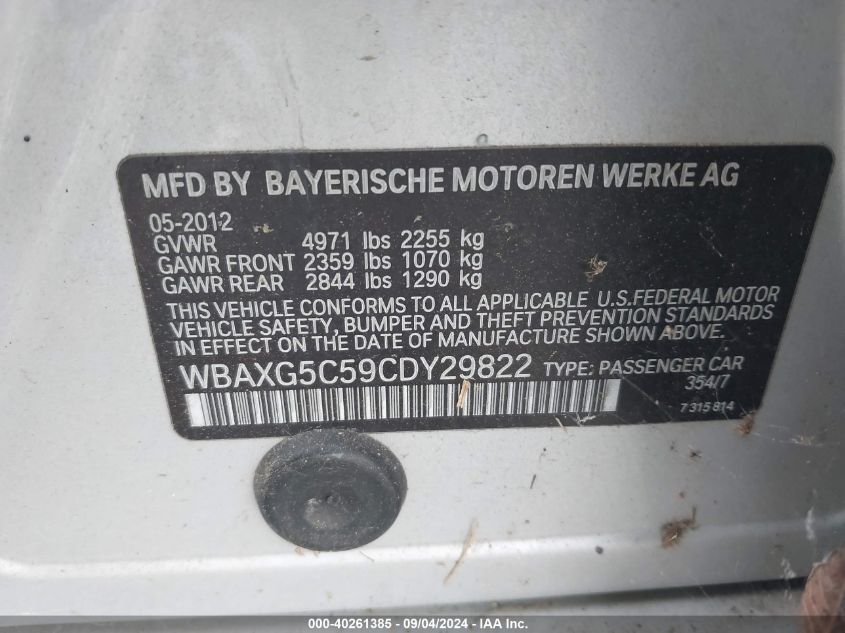 MFD BY BAYERISCHE MOTOREN WERKE AG
05-2012
GVWR 4971 lbs 2255 kg
GAWR FRONT 2359 lbs 1070 kg
GAWR REAR 2844 lbs 1290 kg
THIS VEHICLE CONFORMS TO ALL APPLICABLE U.S.FEDERAL MOTOR
VEHICLE SAFETY, BUMPER AND THEFT PREVENTION STANDARDS
IN EFFECT ON THE DATE OF MANUFACTURE SHOWN ABOVE.
WBAXG5C59CDY29822 TYPE: PASSENGER CAR
354/7
7 315 814
000-40261385 - 09/04/2024 - IAA Inc.